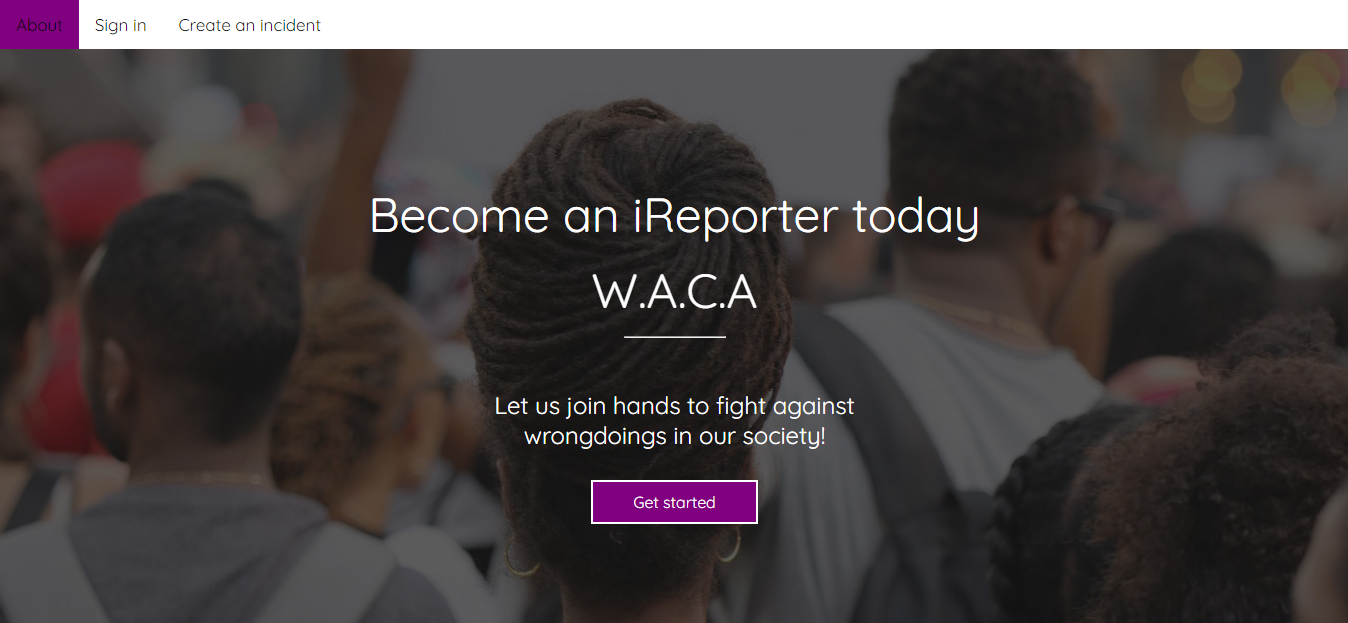 About
Sign in
Create an incident
Become an iReporter today
W.A.C.A
Let us join hands to fight against
wrongdoings in our society!
Get started